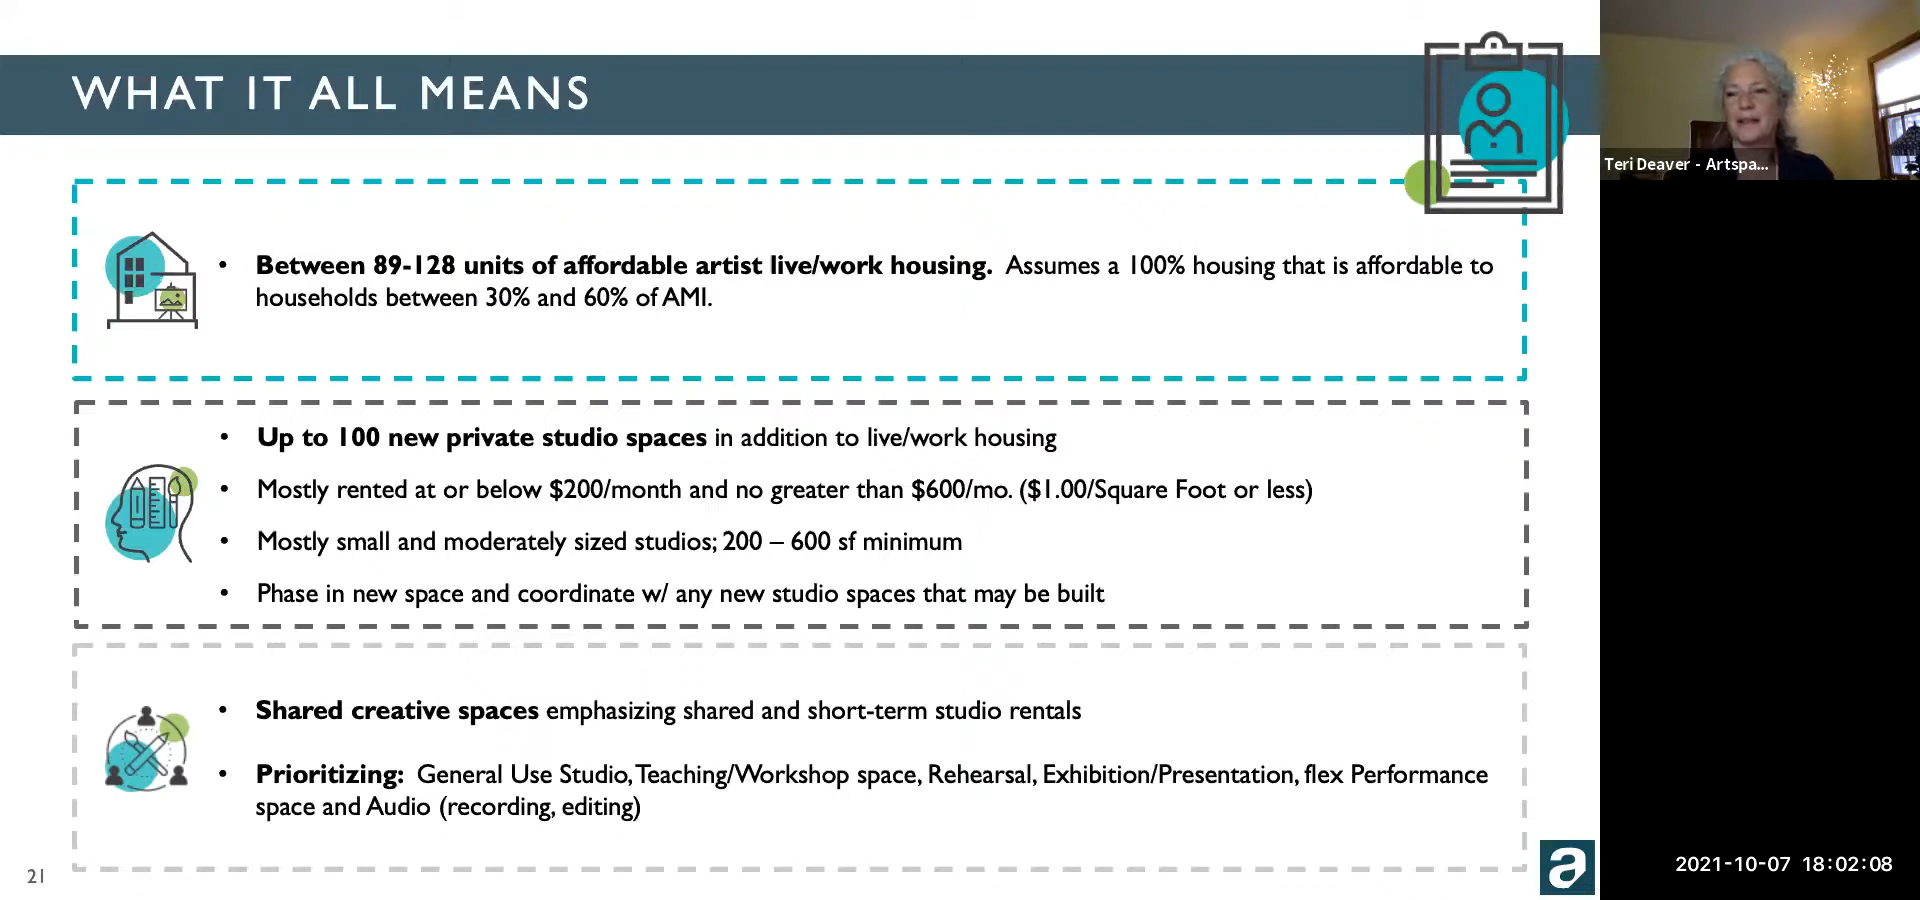 WHAT IT ALL MEANS
Teri Deaver - Artspa...
• Between 89-128 units of affordable artist live/work housing. Assumes a 100% housing that is affordable to
households between 30% and 60% of AMI.
• Up to 100 new private studio spaces in addition to live/work housing
• Mostly rented at or below $200/month and no greater than $600/mo. ($1.00/Square Foot or less)
• Mostly small and moderately sized studios; 200 – 600 sf minimum
• Phase in new space and coordinate w/ any new studio spaces that may be built
• Shared creative spaces emphasizing shared and short-term studio rentals
• Prioritizing: General Use Studio, Teaching/Workshop space, Rehearsal, Exhibition/Presentation, flex Performance
space and Audio (recording, editing)
21
a
2021-10-07 18:02:08